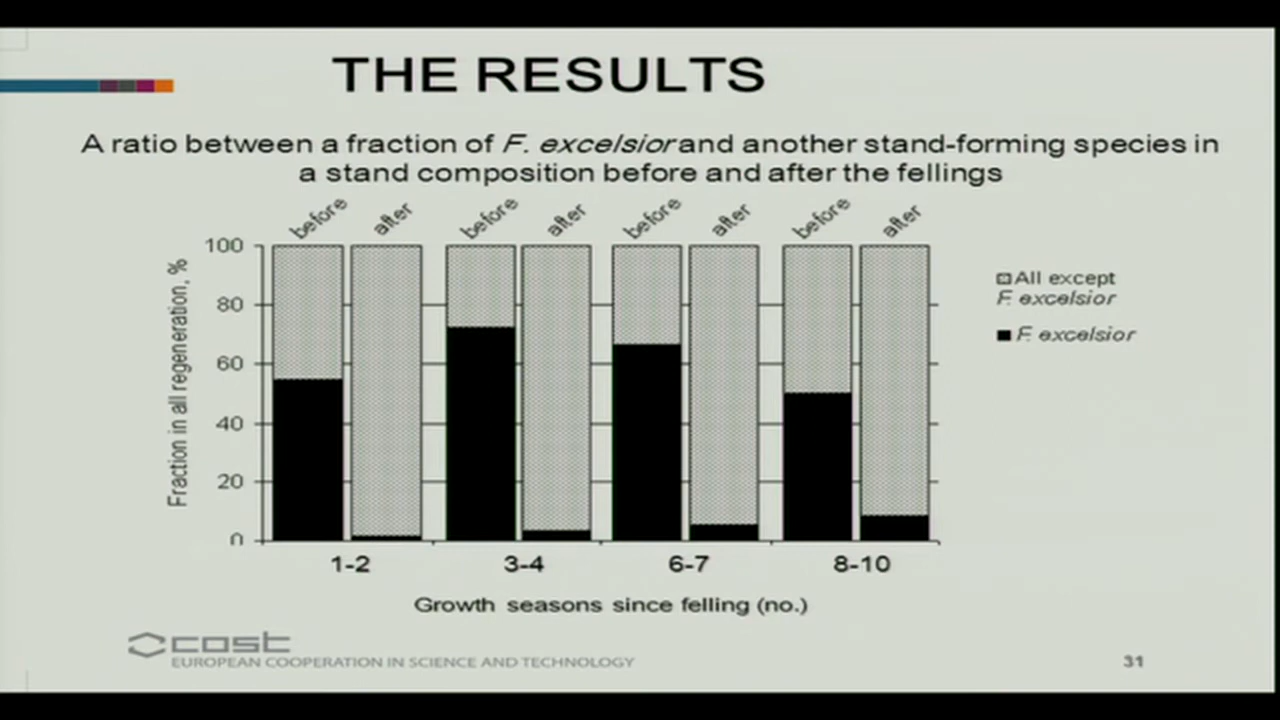 THE RESULTS
A ratio between a fraction of F. excelsior and another stand-forming species in
a stand composition before and after the fellings
before after before after before after before after
Fraction in all regeneration, %
100
80
60
40
20
0
All except
F. excelsior
F. excelsior
1-2 3-4 6-7 8-10
Growth seasons since felling (no.)
cost
EUROPEAN COOPERATION IN SCIENCE AND TECHNOLOGY
31